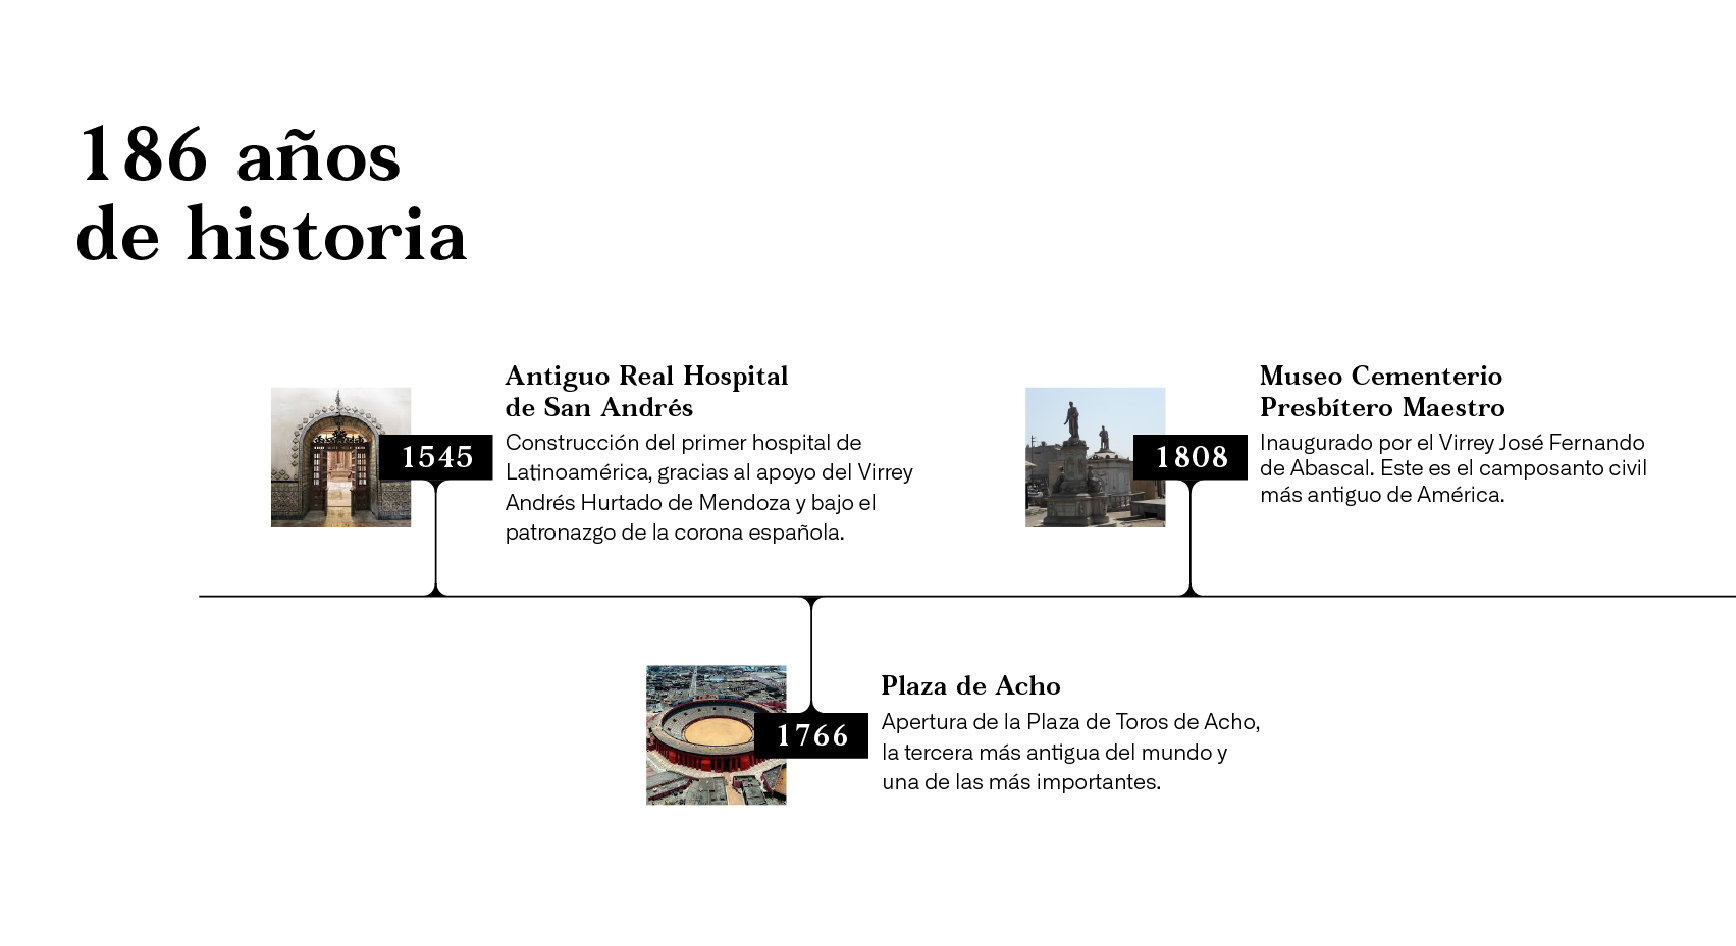 186 años
de historia
Antiguo Real Hospital
de San Andrés
1545
Construcción del primer hospital de
Latinoamérica, gracias al apoyo del Virrey
Andrés Hurtado de Mendoza y bajo el
patronazgo de la corona española.
Museo Cementerio
Presbítero Maestro
1808
Inaugurado por el Virrey José Fernando
de Abascal. Este es el camposanto civil
más antiguo de América.
Plaza de Acho
1766
Apertura de la Plaza de Toros de Acho,
la tercera más antigua del mundo y
una de las más importantes.